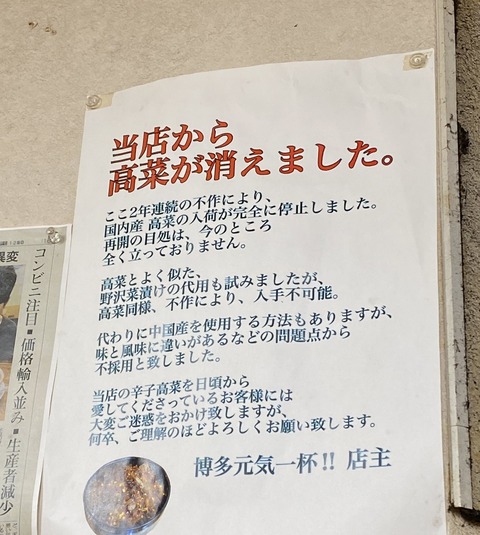 当店から
高菜が消えました。
ここ2年連続の不作により、
国内産 高菜の入荷が完全に停止しました。
再開の目処は、今のところ
全く立っておりません。
高菜とよく似た、
野沢菜漬けの代用も試みましたが、
高菜同様、不作により、入手不可能。
代わりに中国産を使用する方法もありますが、
味と風味に違いがあるなどの問題点から
不採用と致しました。
当店の辛子高菜を日頃から
愛してくださっているお客様には
大変ご迷惑をおかけ致しますが、
何卒、ご理解のほどよろしくお願い致します。
博多元気一杯!! 店主
異変
コンビニ注目■価格輸入並み■生産者減少